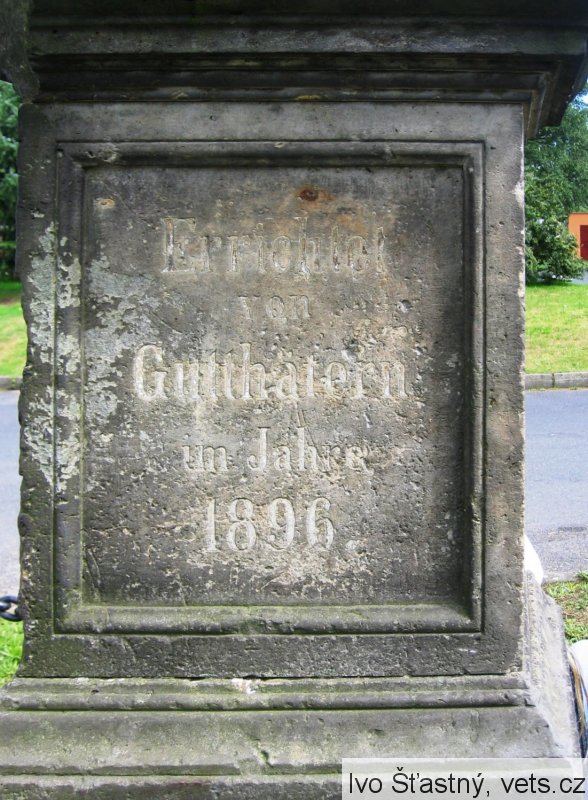 Errichtet
von
Gutthätern
im Jahre
1896.
Ivo Šťastný, vets.cz